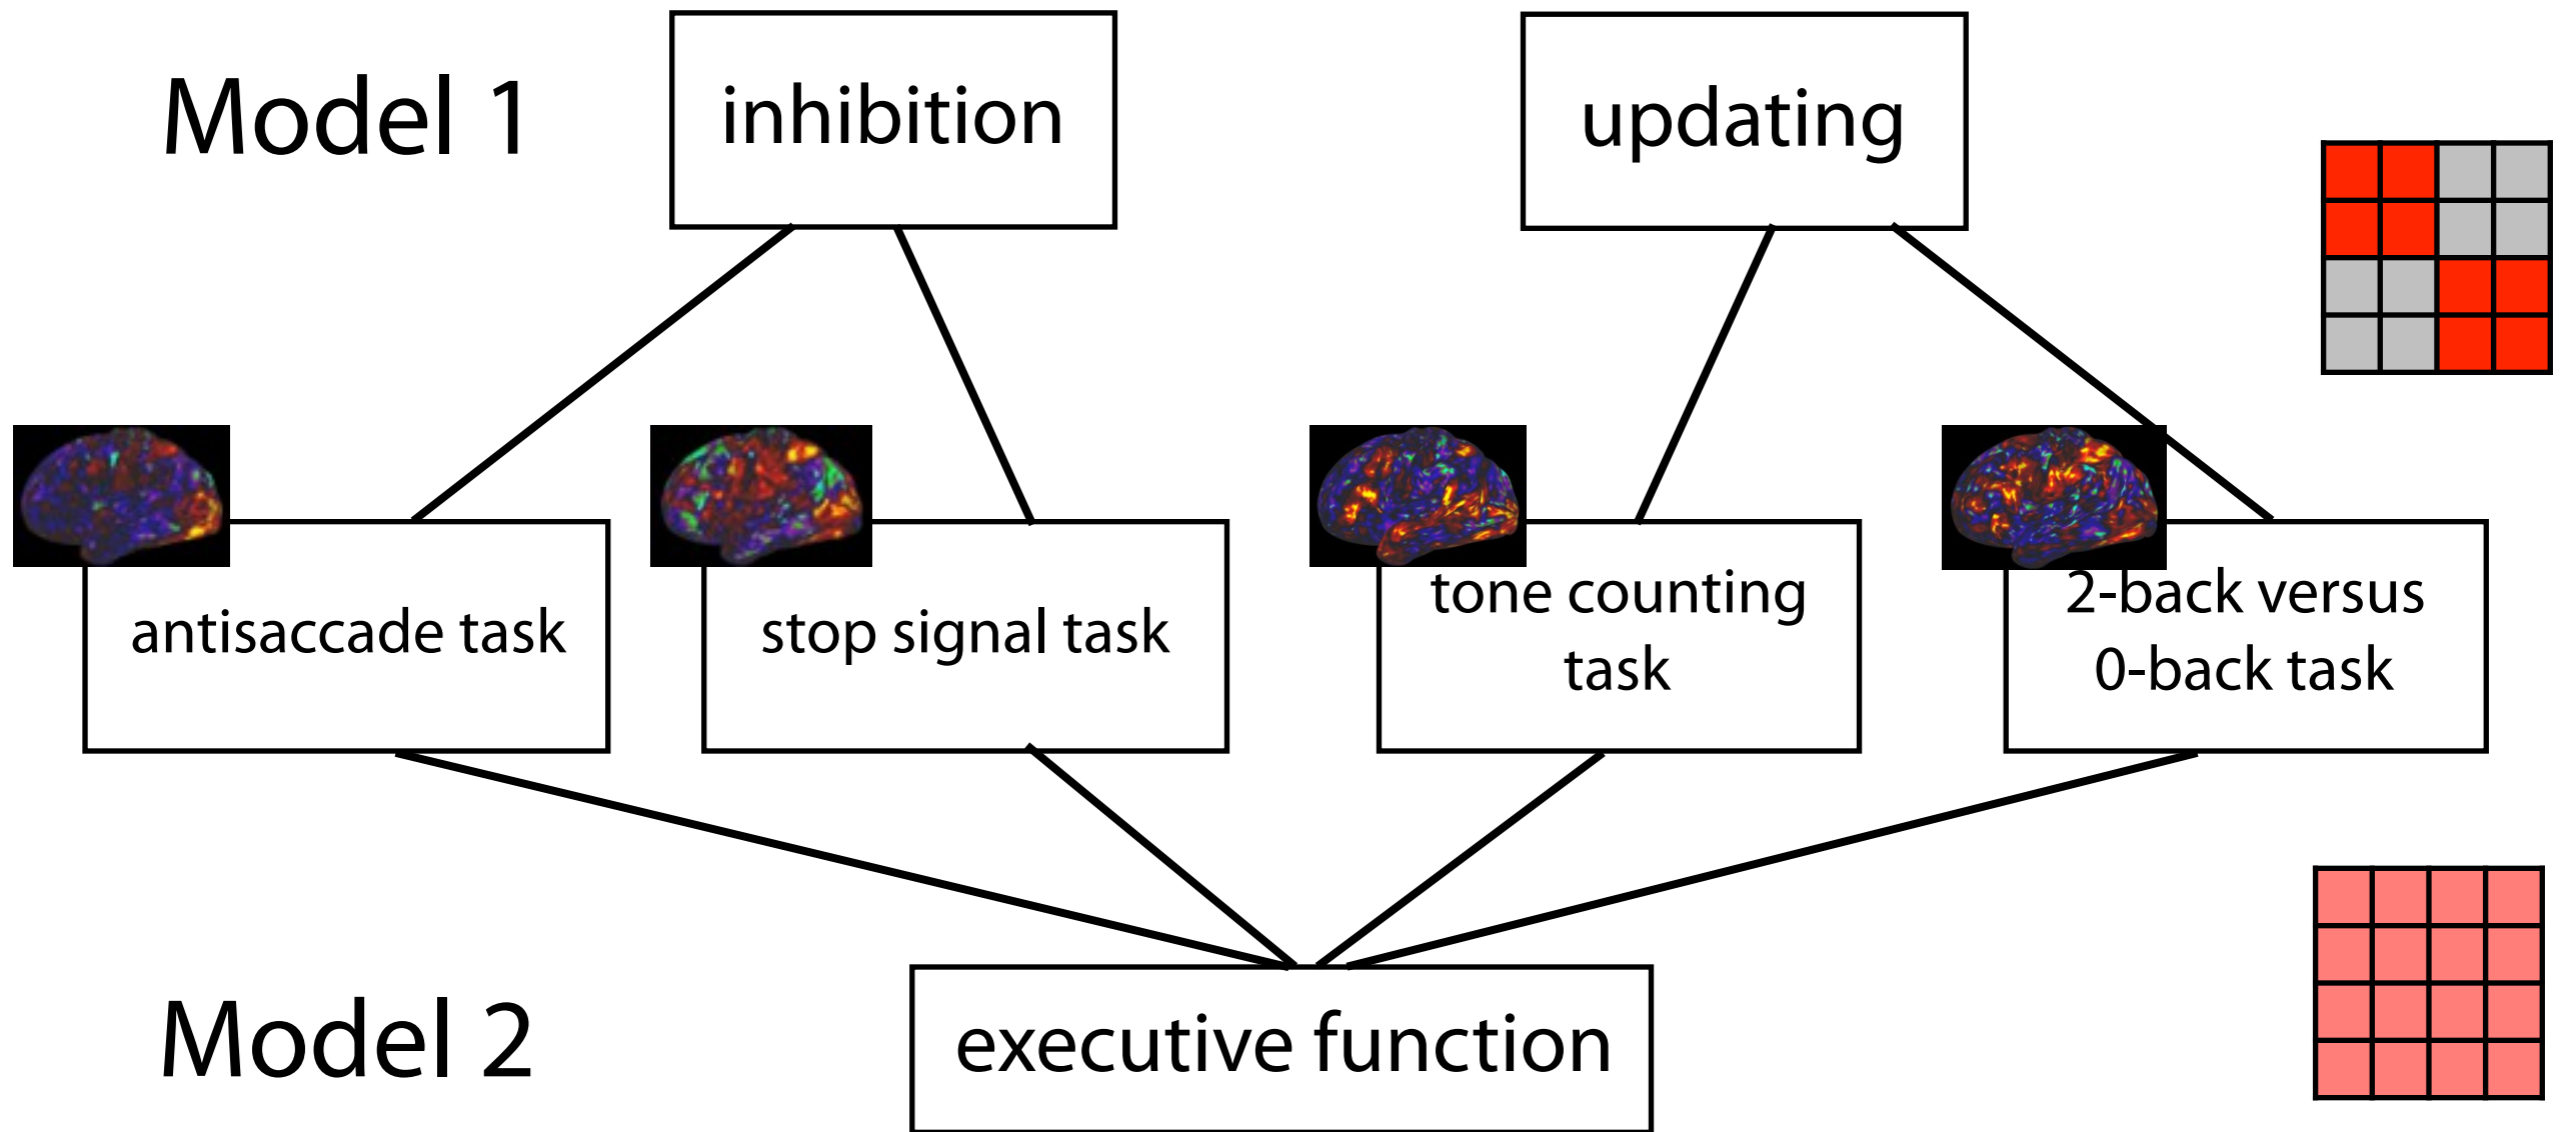 Model 1
inhibition
updating
antisaccade task
stop signal task
tone counting
task
2-back versus
0-back task
Model 2
executive function